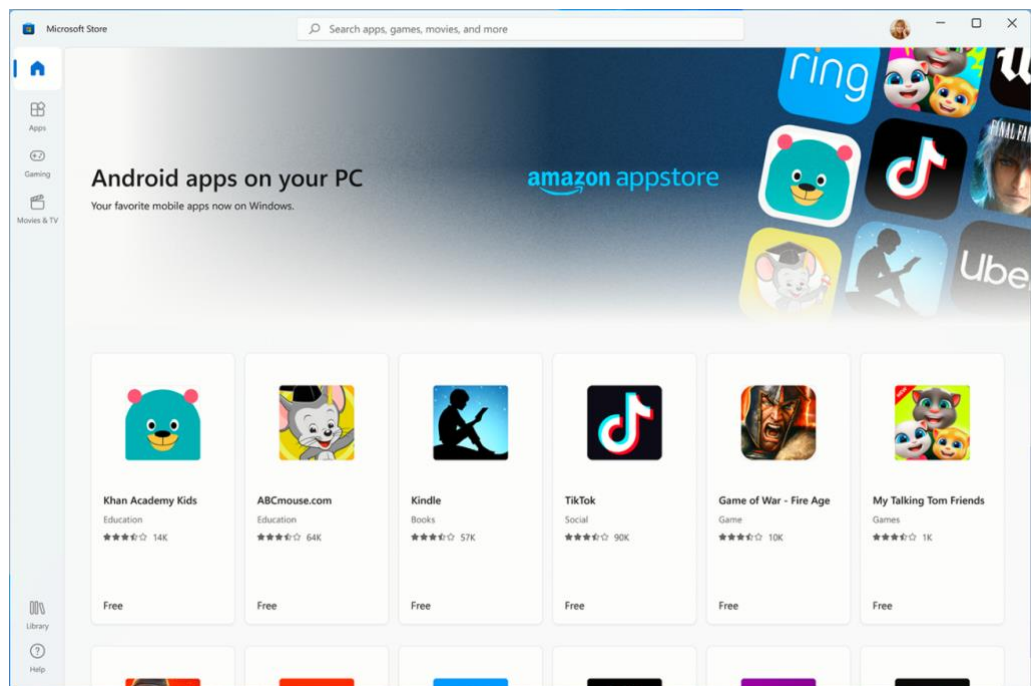 Microsoft Store
Search apps, games, movies, and more
Apps
Gaming
Movies & TV
Library
Help
Android apps on your PC
Your favorite mobile apps now on Windows.
amazon appstore
ring
FINAL FA
Ube
Khan Academy Kids
Education
14K
Free
ABCmouse.com
Education
64K
Free
Kindle
Books
57K
Free
TikTok
Social
90K
Free
Game of War - Fire Age
Game
10K
Free
My Talking Tom Friends
Games
1K
Free